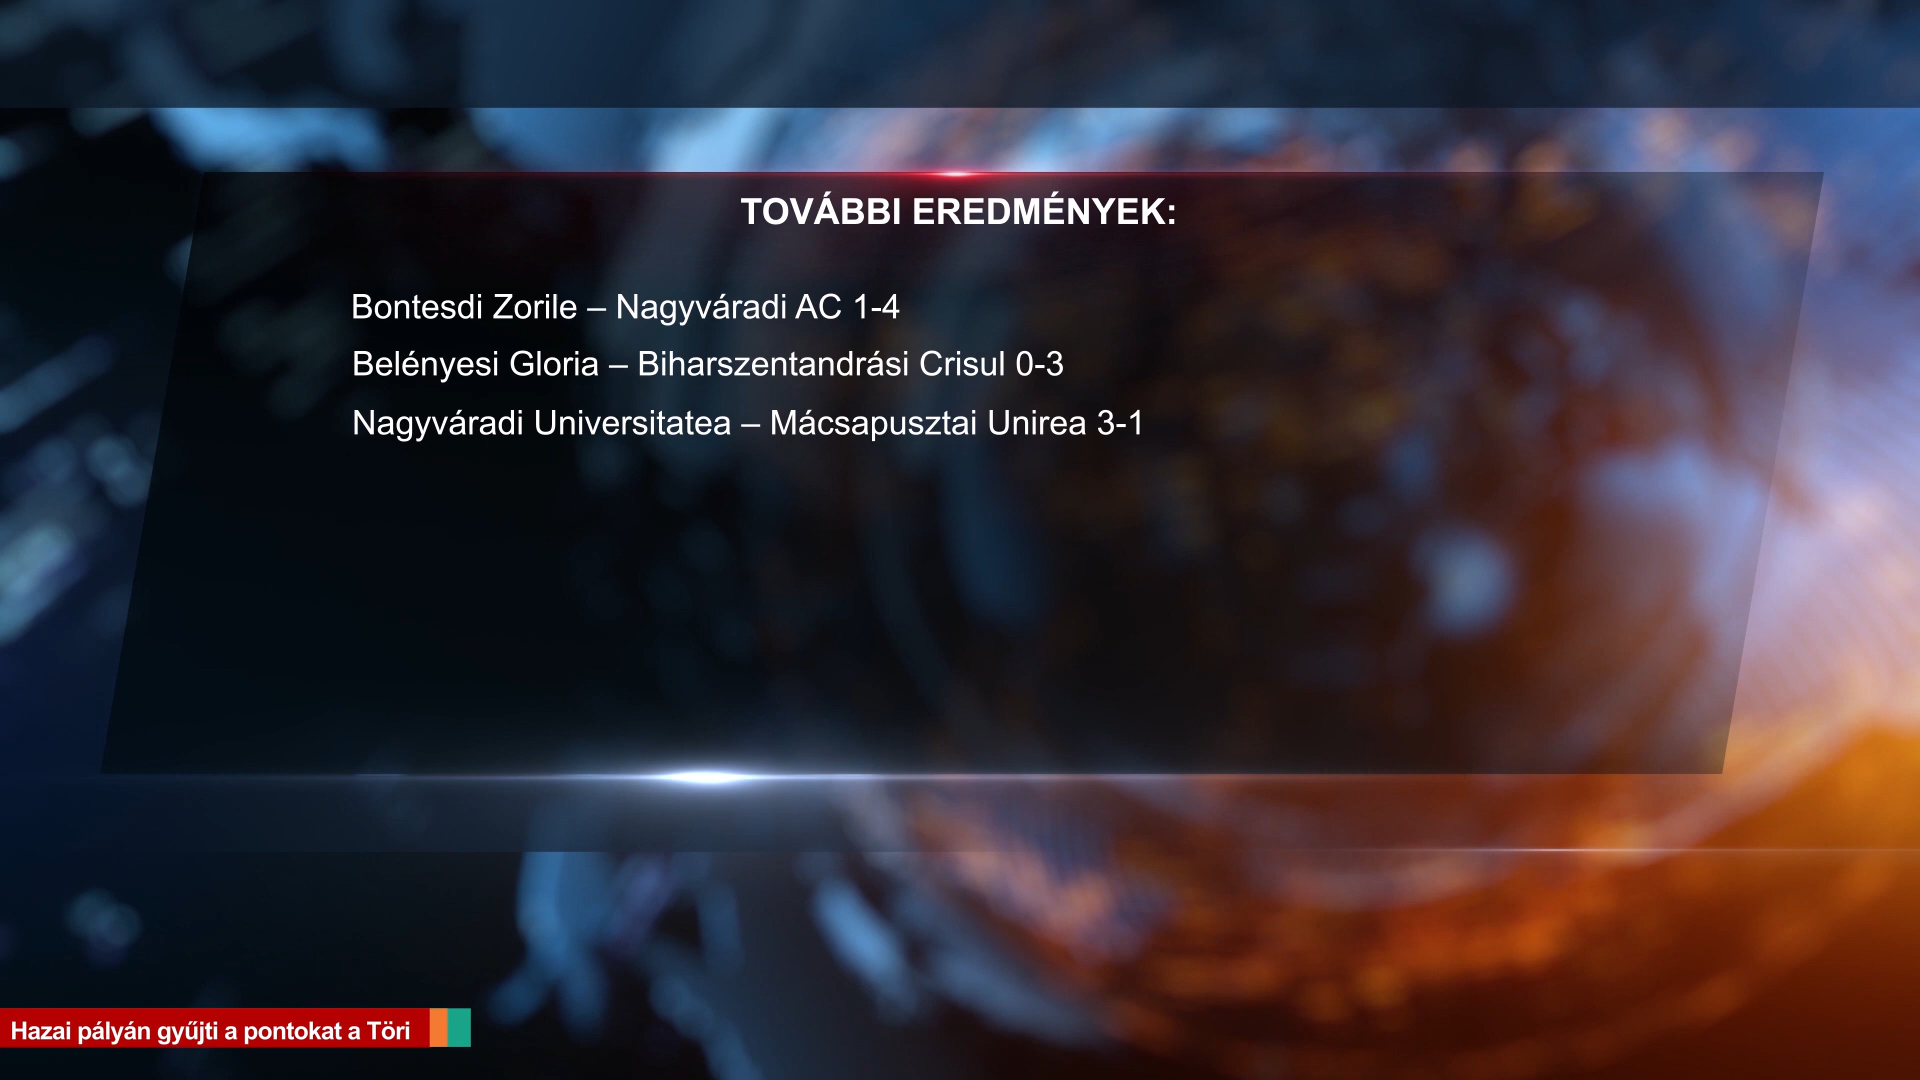 TOVÁBBI EREDMÉNYEK:
Bontesdi Zorile – Nagyváradi AC 1-4
Belényesi Gloria – Biharszentandrási Crisul 0-3
Nagyváradi Universitatea – Mácsapusztai Unirea 3-1
Hazai pályán gyűjti a pontokat a Töri